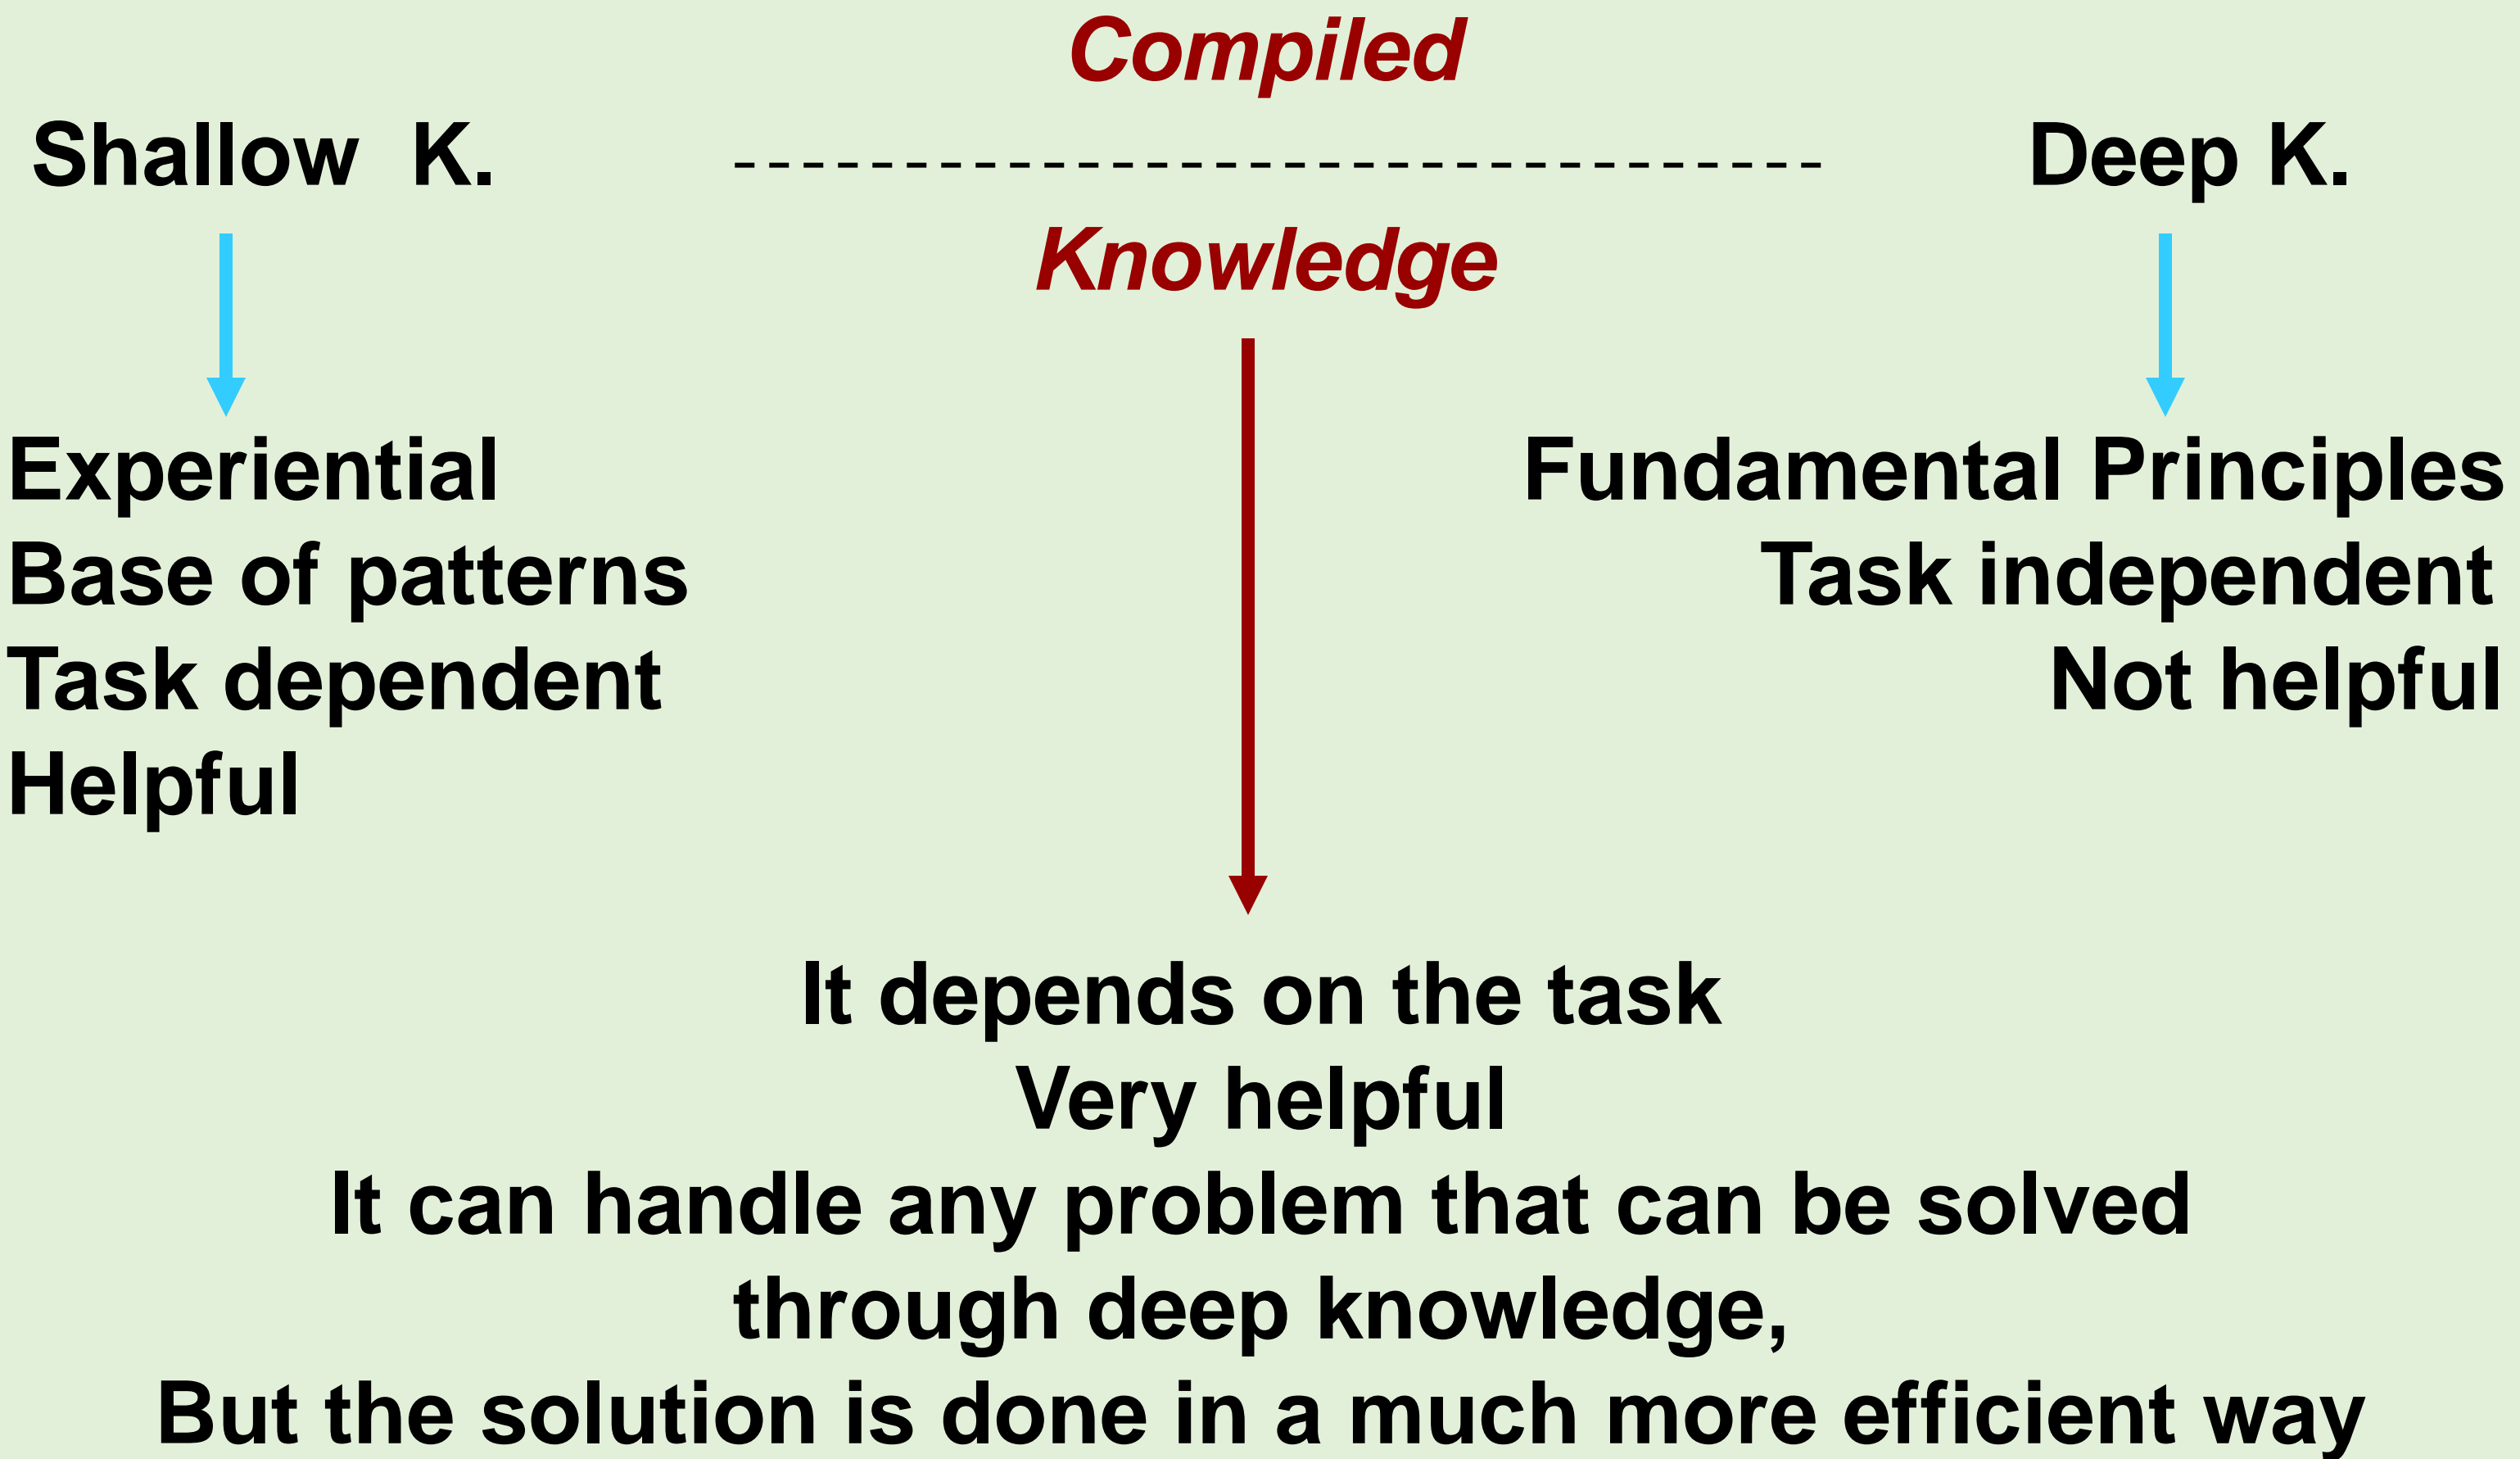 Compiled
Shallow K. -------------------------------- Deep K.
Knowledge
Experiential
Base of patterns
Task dependent
Helpful
Fundamental Principles
Task independent
Not helpful
It depends on the task
Very helpful
It can handle any problem that can be solved
through deep knowledge,
But the solution is done in a much more efficient way